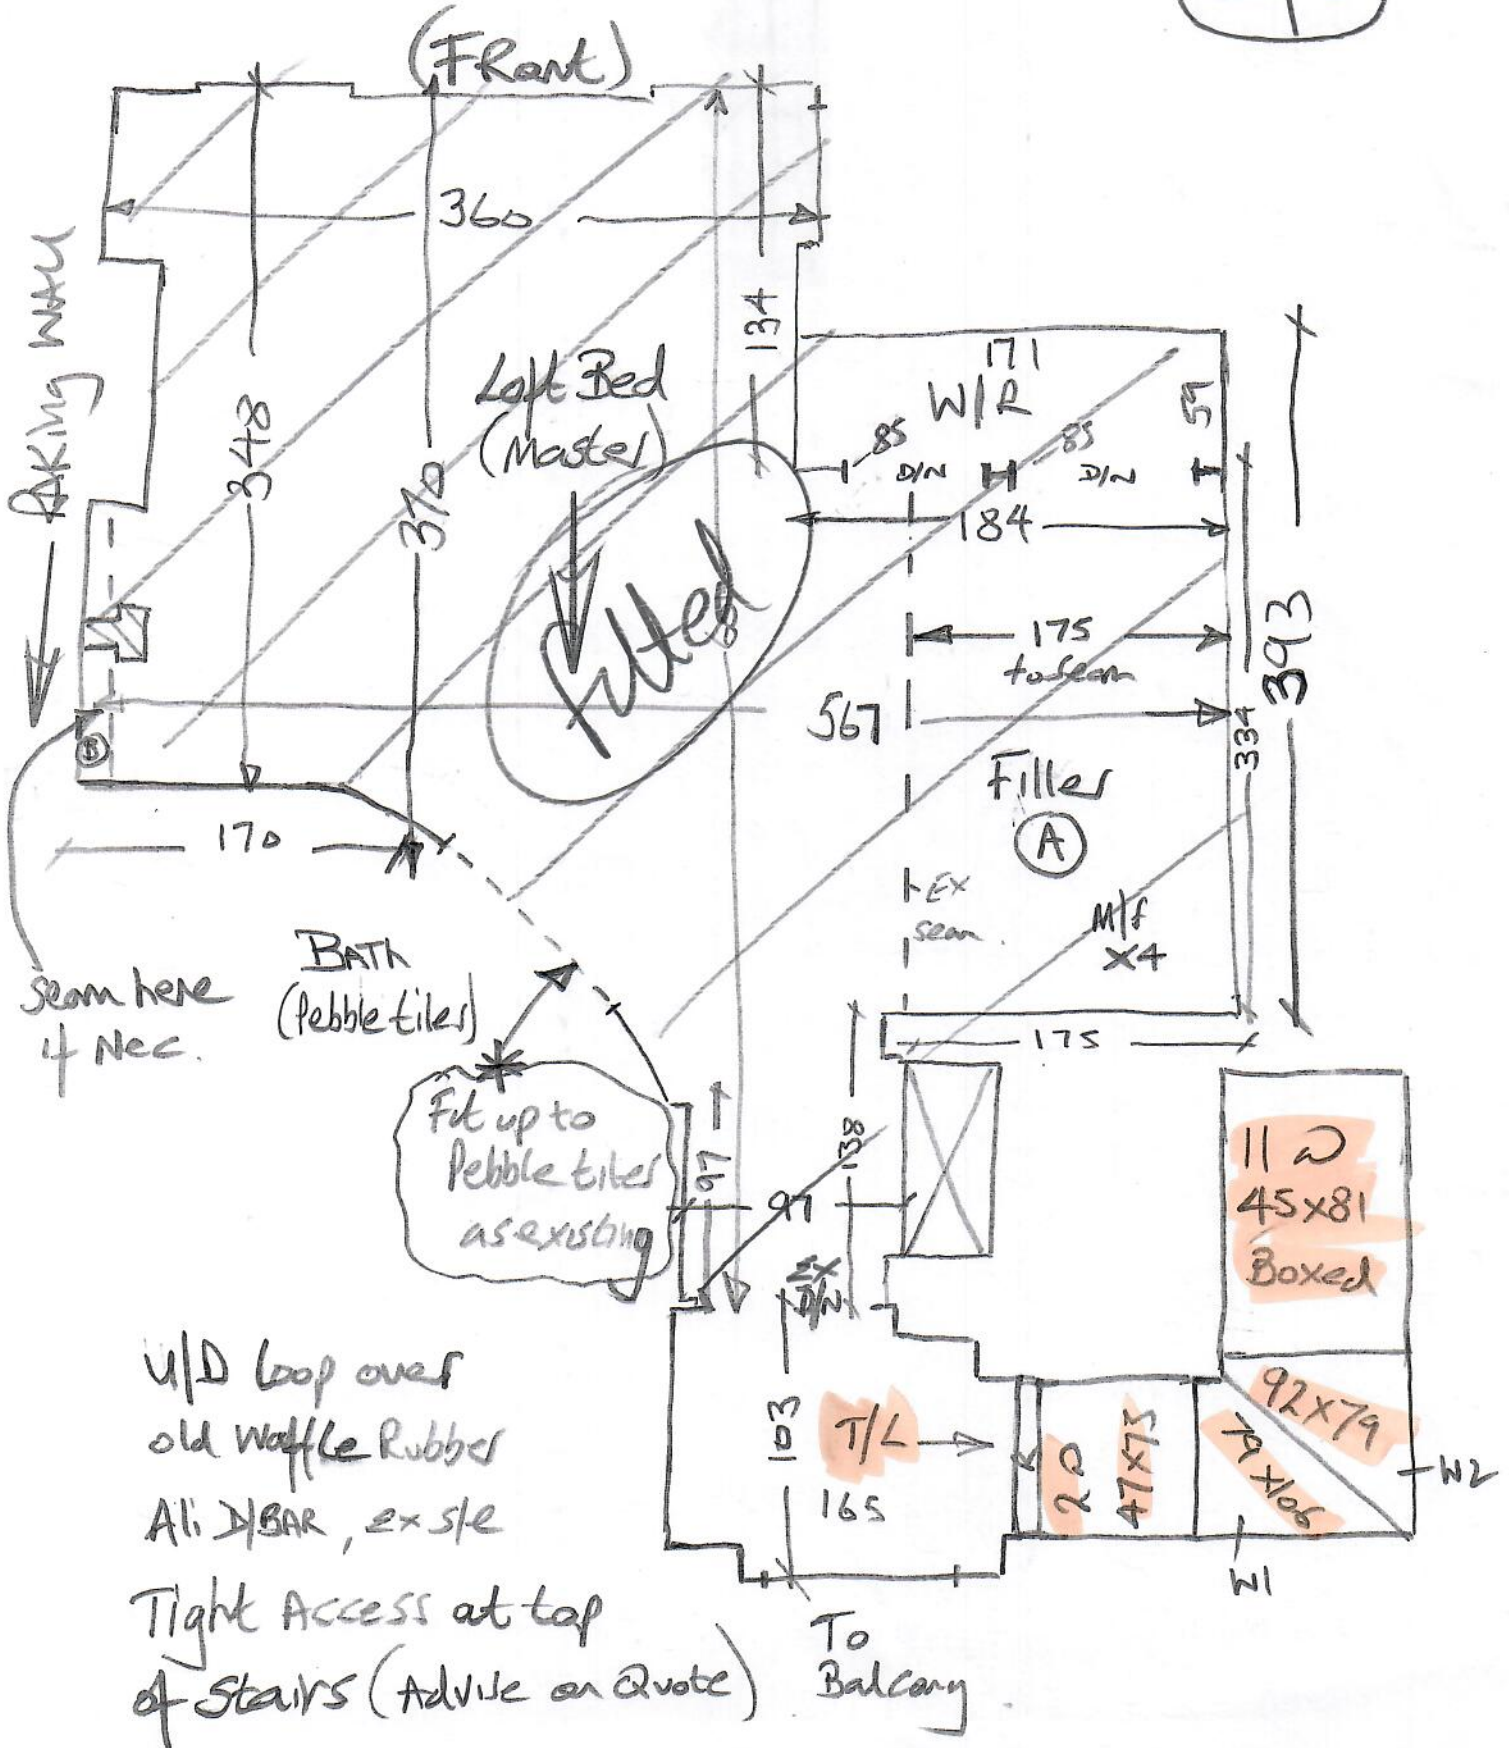 (FRont)
360
RAKing WALL
134
348
370
Loft Bed
(Master)
Fitted
171
W/R
59
85
D/N
85
D/N
184
175
to seam
393
334
567
Filler
A
170
B
Ex
seam
M/f
x4
BATH
(Pebble tiles)
seam here
if Nec.
175
Fit up to
Pebble tiles
as existing
97
138
97
Ex
D/N
11 D
45x81
Boxed
U/D Loop over
old Waffle Rubber
Ali D/BAR, ex s/e
Tight Access at top
of Stairs (Advise on Quote)
103
T/L
165
2 D
47x75
92x79
W2
W1
To
Balcony